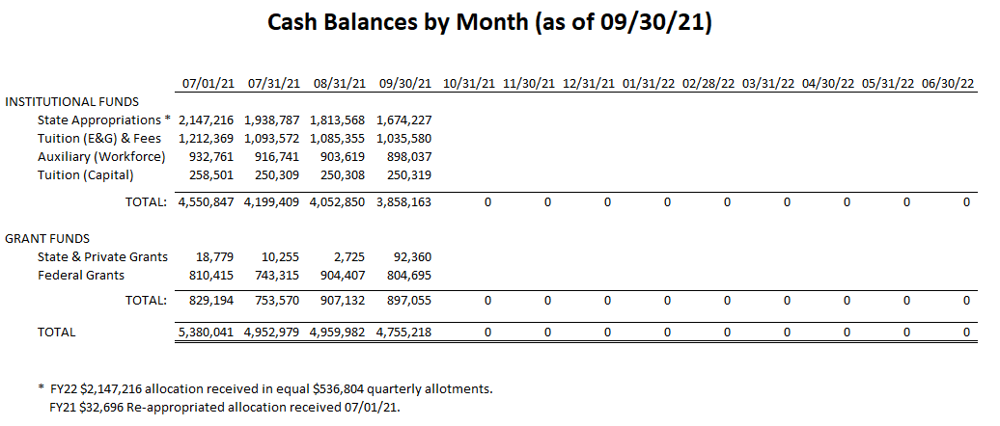 Cash Balances by Month (as of 09/30/21)
07/01/21 07/31/21 08/31/21 09/30/21 10/31/21 11/30/21 12/31/21 01/31/22 02/28/22 03/31/22 04/30/22 05/31/22 06/30/22
INSTITUTIONAL FUNDS
State Appropriations * 2,147,216 1,938,787 1,813,568 1,674,227
Tuition (E&G) & Fees 1,212,369 1,093,572 1,085,355 1,035,580
Auxiliary (Workforce) 932,761 916,741 903,619 898,037
Tuition (Capital) 258,501 250,309 250,308 250,319
TOTAL: 4,550,847 4,199,409 4,052,850 3,858,163 0 0 0 0 0 0 0 0 0
GRANT FUNDS
State & Private Grants 18,779 10,255 2,725 92,360
Federal Grants 810,415 743,315 904,407 804,695
TOTAL: 829,194 753,570 907,132 897,055 0 0 0 0 0 0 0 0 0
TOTAL 5,380,041 4,952,979 4,959,982 4,755,218 0 0 0 0 0 0 0 0 0
* FY22 $2,147,216 allocation received in equal $536,804 quarterly allotments.
FY21 $32,696 Re-appropriated allocation received 07/01/21.